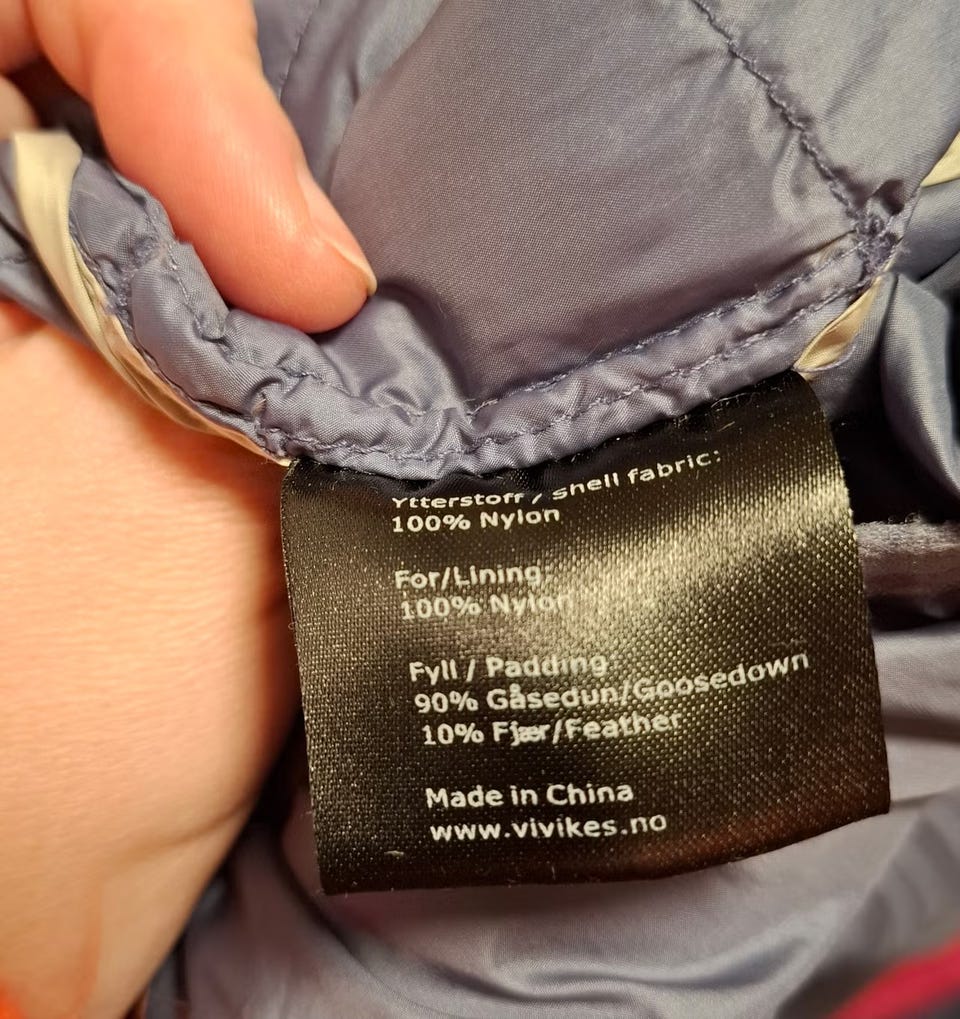 Ytterstoff / shell fabric:
100% Nylon
For/Lining:
100% Nylon
Fyll / Padding:
90% Gåsedun/Goosedown
10% Fjær/Feather
Made in China
www.vivikes.no